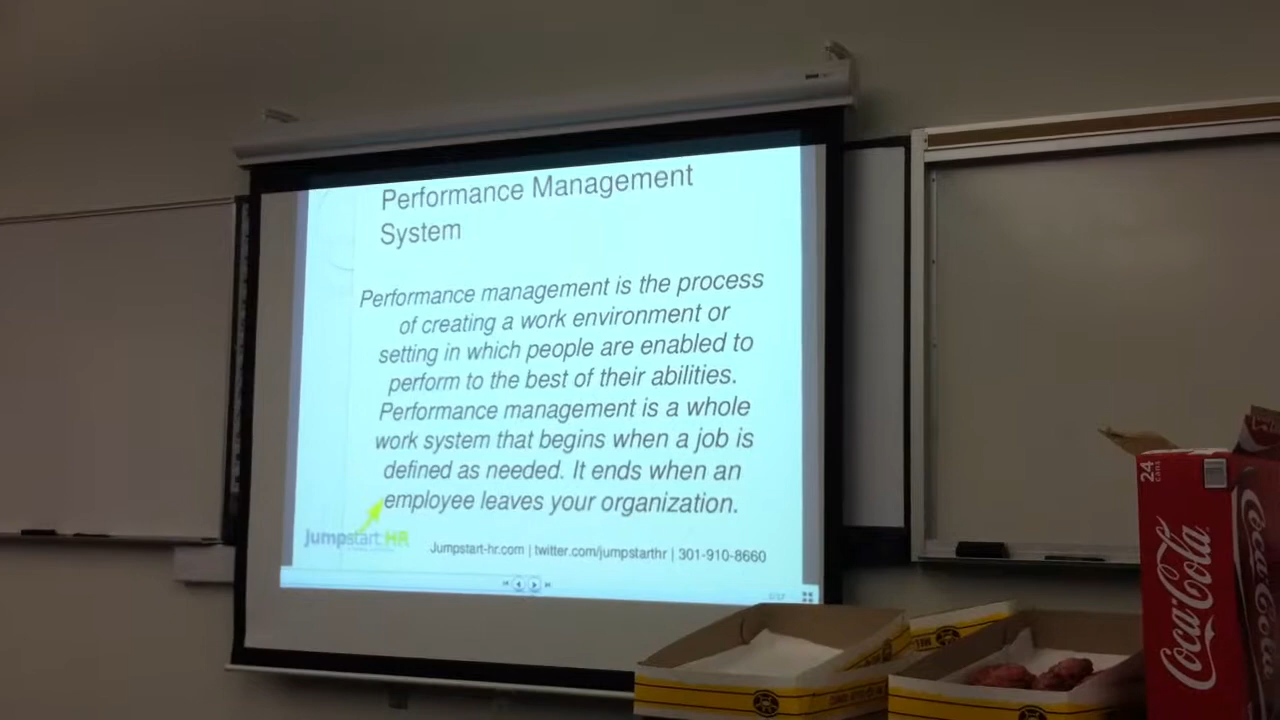 Performance Management
System
Performance management is the process
of creating a work environment or
setting in which people are enabled to
perform to the best of their abilities.
Performance management is a whole
work system that begins when a job is
defined as needed. It ends when an
employee leaves your organization.
Jumpstart HR
Jumpstart-hr.com | twitter.com/jumpstarthr | 301-910-8660
24
cans
Coca-Cola
Coca-Cola